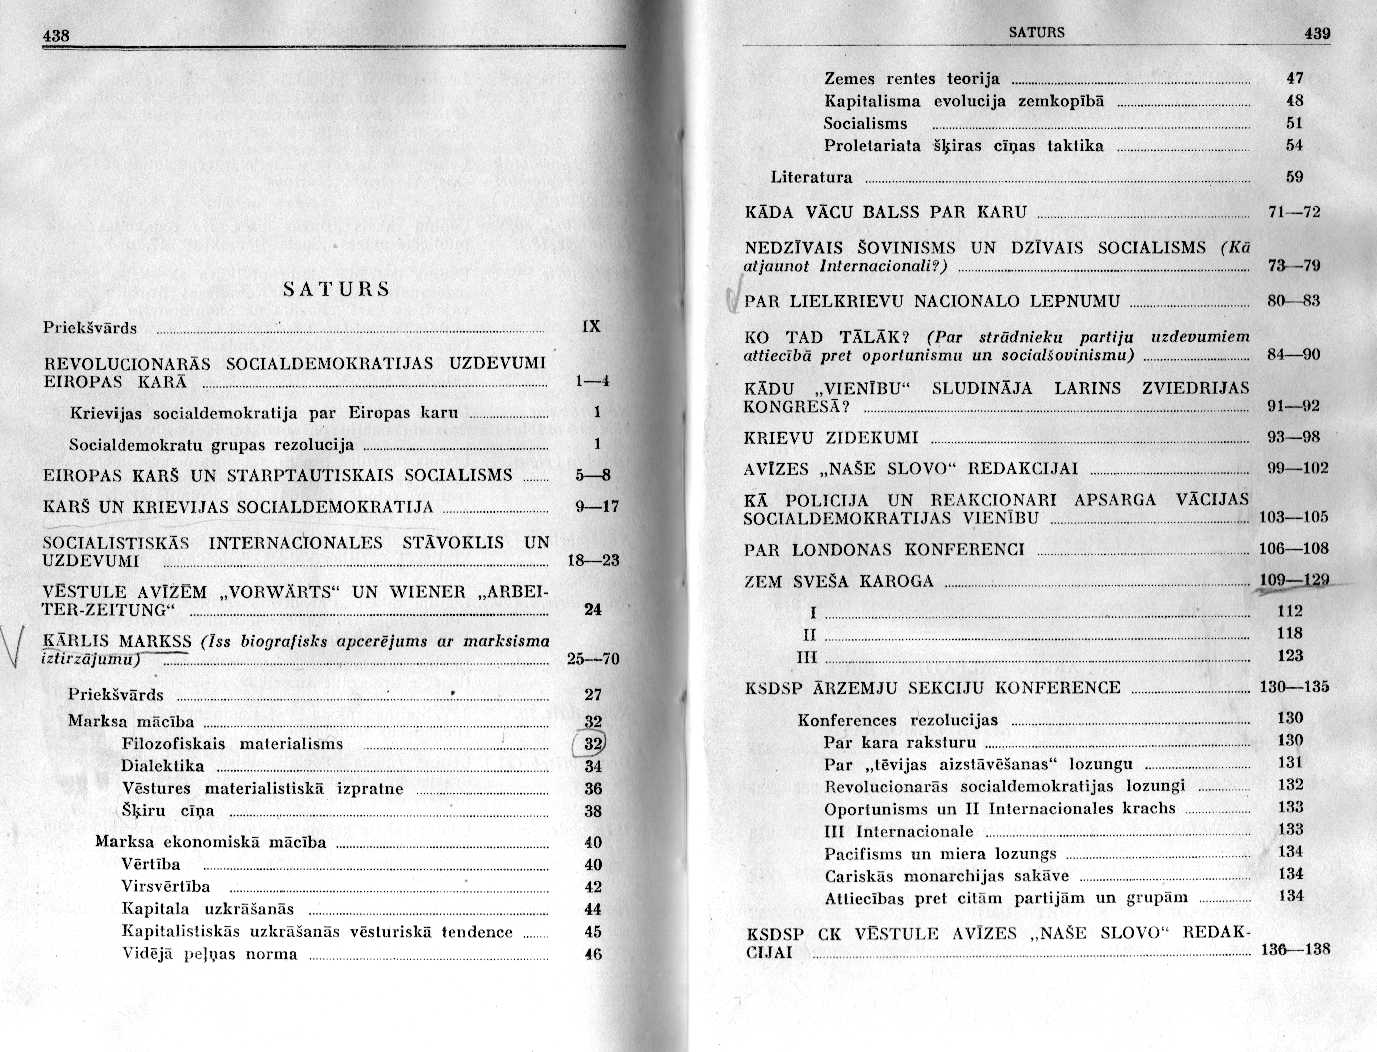 438
SATURS
Priekšvārds IX
REVOLUCIONARĀS SOCIALDEMOKRATIJAS UZDEVUMI
EIROPAS KARĀ 1—4
Krievijas socialdemokratija par Eiropas karu 1
Socialdemokratu grupas rezolucija 1
EIROPAS KARŠ UN STARPTAUTISKAIS SOCIALISMS 5—8
KARŠ UN KRIEVIJAS SOCIALDEMOKRATIJA 9—17
SOCIALISTISKĀS INTERNACIONALES STĀVOKLIS UN
UZDEVUMI 18—23
VĒSTULE AVĪZĒM „VORWÄRTS“ UN WIENER „ARBEI-
TER-ZEITUNG“ 24
KĀRLIS MARKSS (Īss biografisks apcerējums ar marksisma
iztirzājumu) 25—70
Priekšvārds 27
Marksa mācība 32
Filozofiskais materialisms 32
Dialektika 34
Vēstures materialistiskā izpratne 36
Šķiru cīņa 38
Marksa ekonomiskā mācība 40
Vērtība 40
Virsvērtība 42
Kapitala uzkrāšanās 44
Kapitalistiskās uzkrāšanās vēsturiskā tendence 45
Vidējā peļņas norma 46
SATURS 439
Zemes rentes teorija 47
Kapitalisma evolucija zemkopībā 48
Socialisms 51
Proletariata šķiras cīņas taktika 54
Literatura 59
KĀDA VĀCU BALSS PAR KARU 71—72
NEDZĪVAIS ŠOVINISMS UN DZĪVAIS SOCIALISMS (Kā
atjaunot Internacionali?) 73—79
PAR LIELKRIEVU NACIONALO LEPNUMU 80—83
KO TAD TĀLĀK? (Par strādnieku partiju uzdevumiem
attiecībā pret oportunismu un socialšovinismu) 84—90
KĀDU „VIENĪBU“ SLUDINĀJA LARINS ZVIEDRIJAS
KONGRESĀ? 91—92
KRIEVU ZIDEKUMI 93—98
AVĪZES „NAŠE SLOVO“ REDAKCIJAI 99—102
KĀ POLICIJA UN REAKCIONARI APSARGA VĀCIJAS
SOCIALDEMOKRATIJAS VIENĪBU 103—105
PAR LONDONAS KONFERENCI 106—108
ZEM SVEŠA KAROGA 109—129
I 112
II 118
III 123
KSDSP ĀRZEMJU SEKCIJU KONFERENCE 130—135
Konferences rezolucijas 130
Par kara raksturu 130
Par „tēvijas aizstāvēšanas“ lozungu 131
Revolucionarās socialdemokratijas lozungi 132
Oportunisms un II Internacionales krachs 133
III Internacionale 133
Pacifisms un miera lozungs 134
Cariskās monarchijas sakāve 134
Attiecības pret citām partijām un grupām 134
KSDSP CK VĒSTULE AVĪZES „NAŠE SLOVO“ REDAK-
CIJAI 136—138